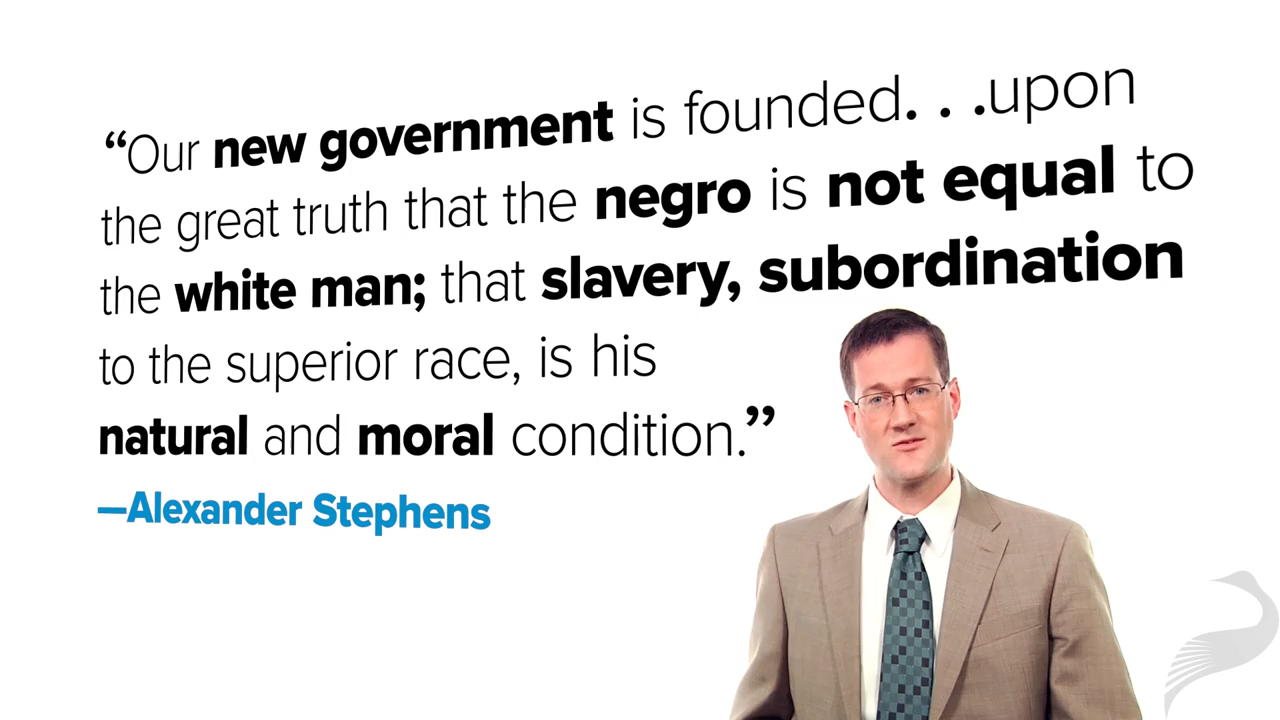 “Our new government is founded. . .upon
the great truth that the negro is not equal to
the white man; that slavery, subordination
to the superior race, is his
natural and moral condition.”
—Alexander Stephens